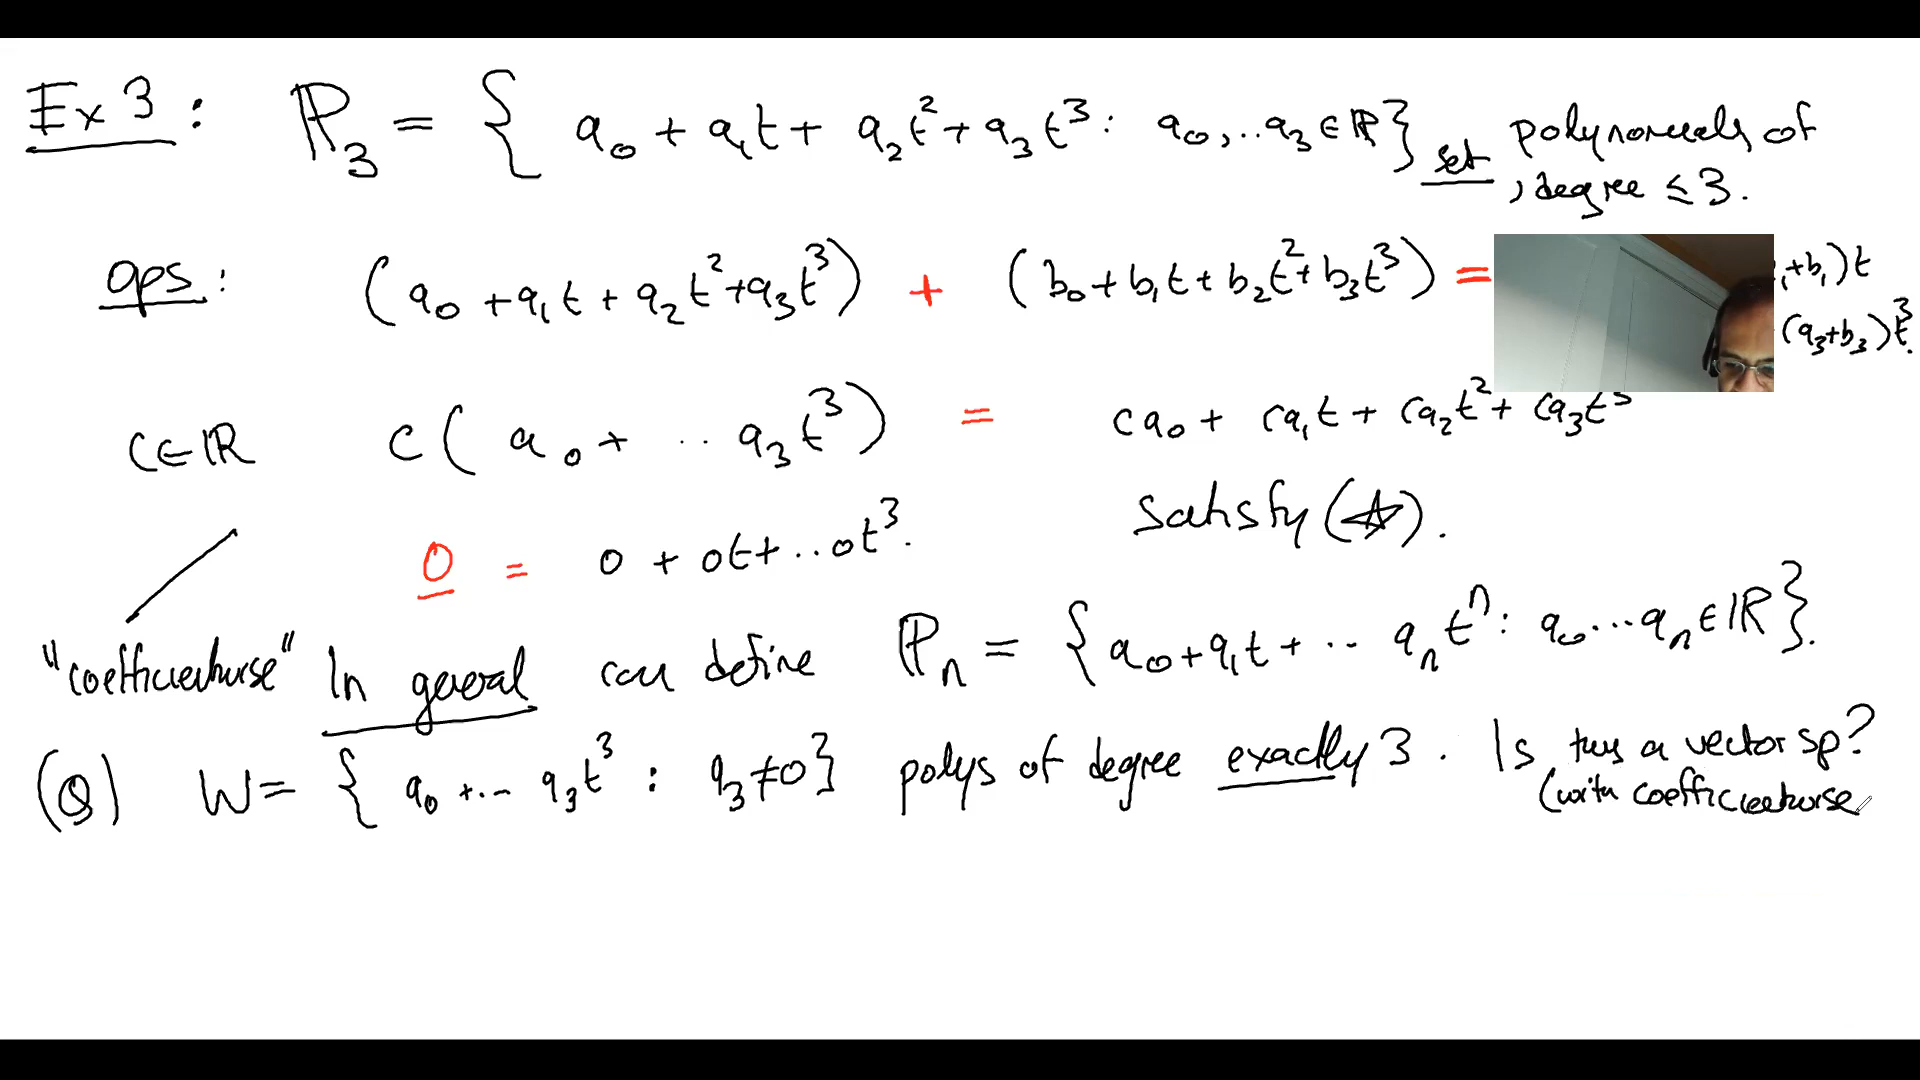 Ex 3 : ℙ₃ = { a₀ + a₁t + a₂t² + a₃t³ : a₀,..a₃ ∈ ℝ } set polynomials of
, degree ≤ 3.
ops : (a₀ + a₁t + a₂t² + a₃t³) + (b₀ + b₁t + b₂t² + b₃t³) = +b₁)t
(a₃+b₃)t³.
c ∈ ℝ c( a₀ + .. a₃t³ ) = ca₀ + ca₁t + ca₂t² + ca₃t³
satisfy (☆).
0 = 0 + 0t + ..0t³.
"coefficientwise" In general can define ℙₙ = { a₀ + a₁t + .. aₙtⁿ : a₀...aₙ ∈ ℝ }.
(Q) W = { a₀ + .. a₃t³ : a₃ ≠ 0 } polys of degree exactly 3 . Is this a vector sp?
(with coefficientwise